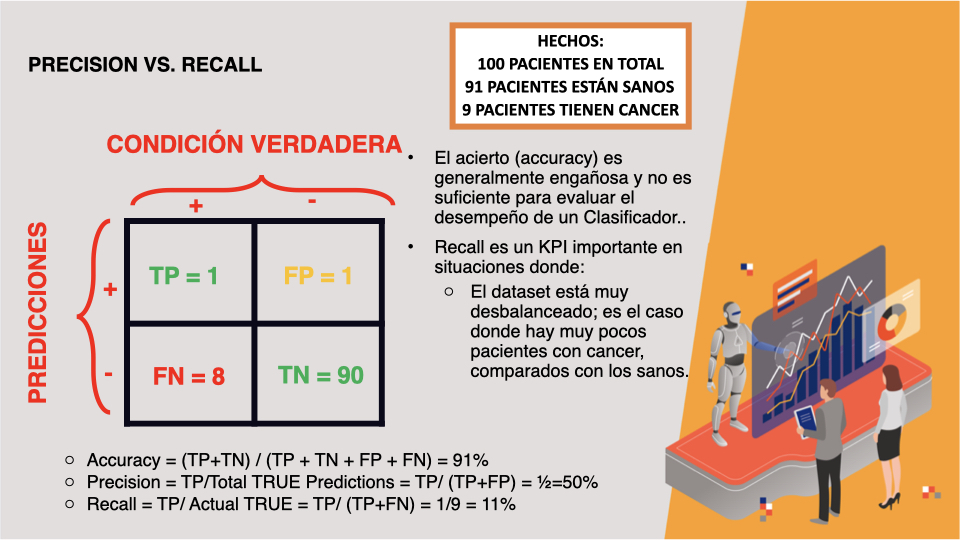 PRECISION VS. RECALL
HECHOS:
100 PACIENTES EN TOTAL
91 PACIENTES ESTÁN SANOS
9 PACIENTES TIENEN CANCER
CONDICIÓN VERDADERA
+ -
PREDICCIONES
+
-
TP = 1
FP = 1
FN = 8
TN = 90
• El acierto (accuracy) es
generalmente engañosa y no es
suficiente para evaluar el
desempeño de un Clasificador..
• Recall es un KPI importante en
situaciones donde:
○ El dataset está muy
desbalanceado; es el caso
donde hay muy pocos
pacientes con cancer,
comparados con los sanos.
○ Accuracy = (TP+TN) / (TP + TN + FP + FN) = 91%
○ Precision = TP/Total TRUE Predictions = TP/ (TP+FP) = ½=50%
○ Recall = TP/ Actual TRUE = TP/ (TP+FN) = 1/9 = 11%